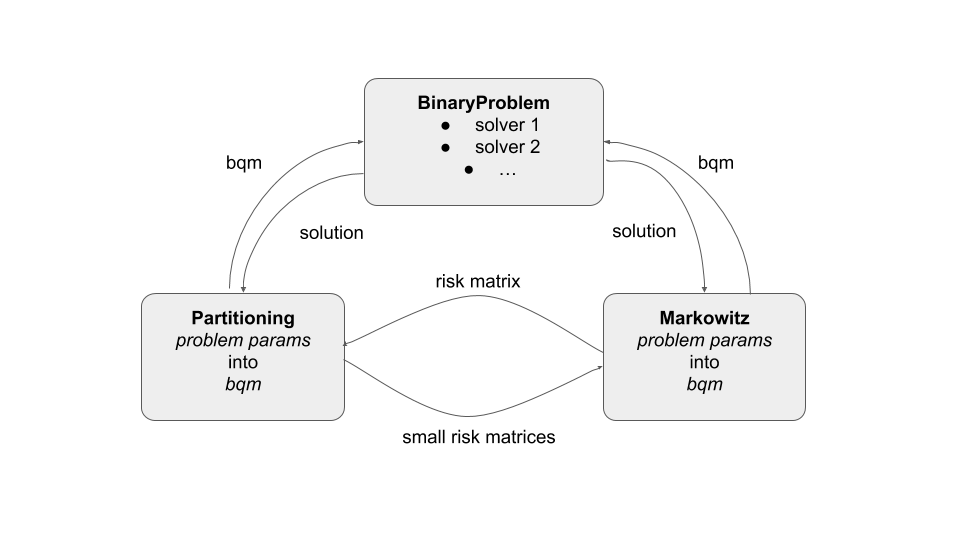 BinaryProblem
● solver 1
● solver 2
● …
bqm
bqm
solution
solution
risk matrix
Partitioning
problem params
into
bqm
Markowitz
problem params
into
bqm
small risk matrices